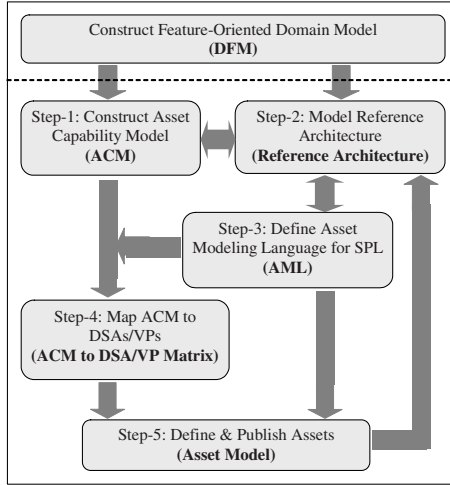 Construct Feature-Oriented Domain Model
(DFM)
Step-1: Construct Asset
Capability Model
(ACM)
Step-2: Model Reference
Architecture
(Reference Architecture)
Step-3: Define Asset
Modeling Language for SPL
(AML)
Step-4: Map ACM to
DSAs/VPs
(ACM to DSA/VP Matrix)
Step-5: Define & Publish Assets
(Asset Model)